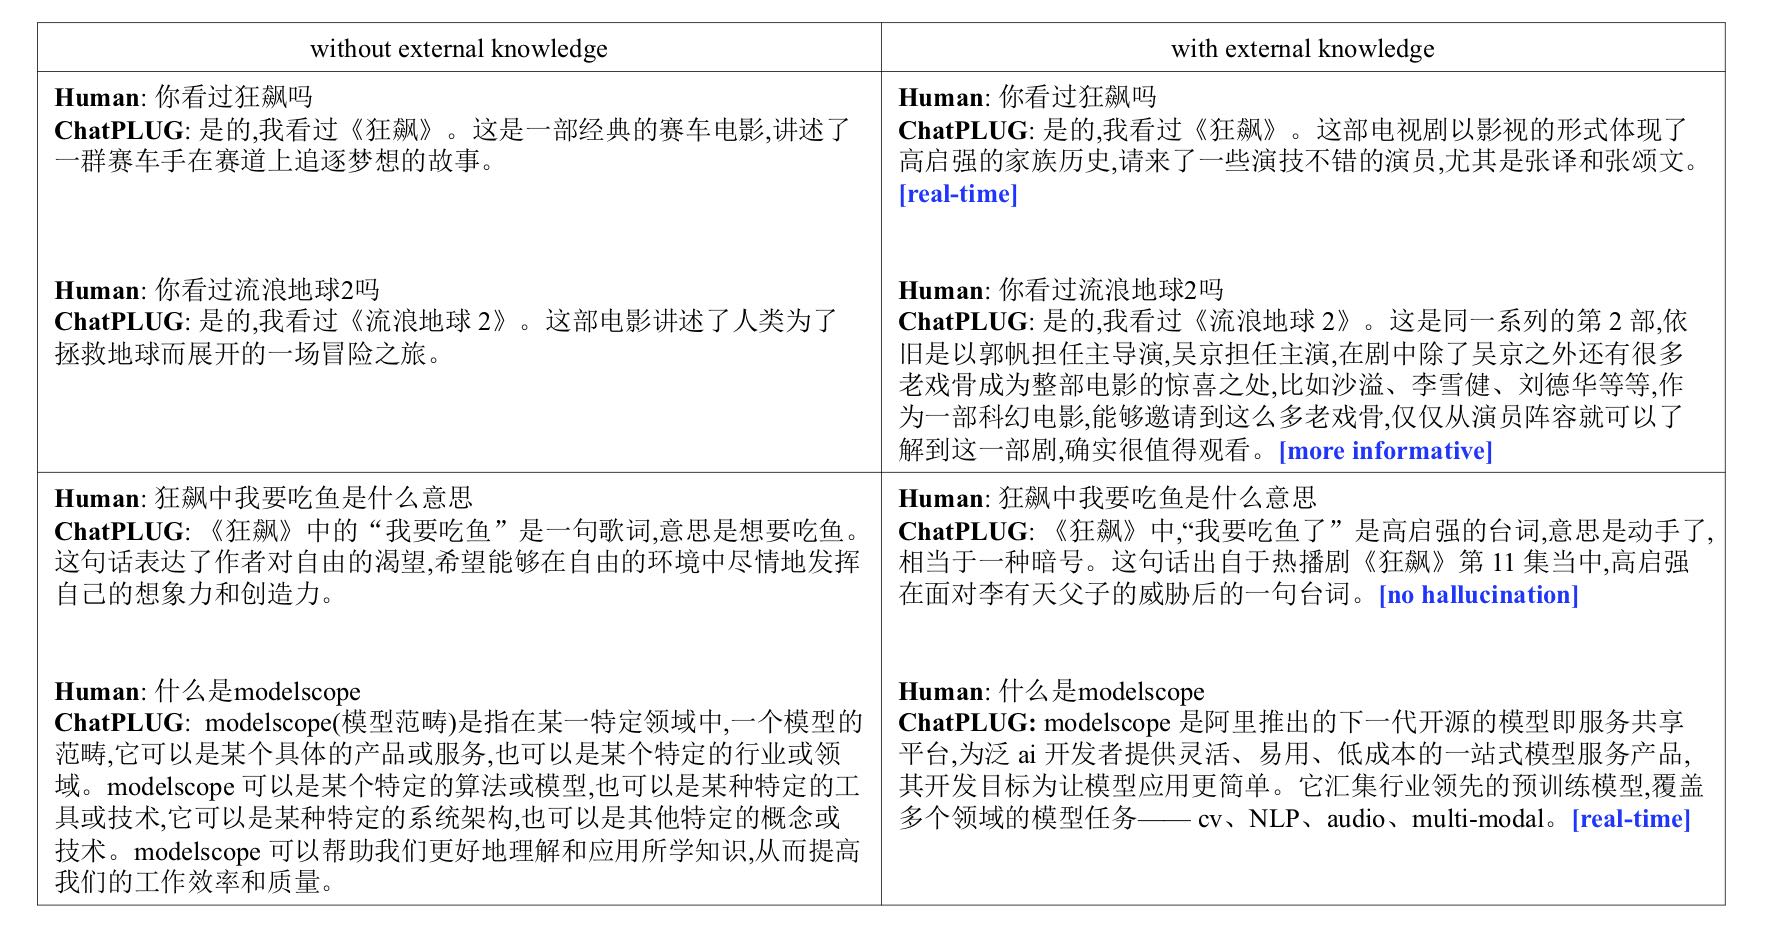 without external knowledge
with external knowledge
Human: 你看过狂飙吗
ChatPLUG: 是的,我看过《狂飙》。这是一部经典的赛车电影,讲述了
一群赛车手在赛道上追逐梦想的故事。
Human: 你看过流浪地球2吗
ChatPLUG: 是的,我看过《流浪地球 2》。这部电影讲述了人类为了
拯救地球而展开的一场冒险之旅。
Human: 你看过狂飙吗
ChatPLUG: 是的,我看过《狂飙》。这部电视剧以影视的形式体现了
高启强的家族历史,请来了一些演技不错的演员,尤其是张译和张颂文。
[real-time]
Human: 你看过流浪地球2吗
ChatPLUG: 是的,我看过《流浪地球 2》。这是同一系列的第 2 部,依
旧是以郭帆担任主导演,吴京担任主演,在剧中除了吴京之外还有很多
老戏骨成为整部电影的惊喜之处,比如沙溢、李雪健、刘德华等等,作
为一部科幻电影,能够邀请到这么多老戏骨,仅仅从演员阵容就可以了
解到这一部剧,确实很值得观看。[more informative]
Human: 狂飙中我要吃鱼是什么意思
ChatPLUG: 《狂飙》中的“我要吃鱼”是一句歌词,意思是想要吃鱼。
这句话表达了作者对自由的渴望,希望能够在自由的环境中尽情地发挥
自己的想象力和创造力。
Human: 什么是modelscope
ChatPLUG: modelscope(模型范畴)是指在某一特定领域中,一个模型的
范畴,它可以是某个具体的产品或服务,也可以是某个特定的行业或领
域。modelscope 可以是某个特定的算法或模型,也可以是某种特定的工
具或技术,它可以是某种特定的系统架构,也可以是其他特定的概念或
技术。modelscope 可以帮助我们更好地理解和应用所学知识,从而提高
我们的工作效率和质量。
Human: 狂飙中我要吃鱼是什么意思
ChatPLUG: 《狂飙》中,“我要吃鱼了”是高启强的台词,意思是动手了,
相当于一种暗号。这句话出自于热播剧《狂飙》第 11 集当中,高启强
在面对李有天父子的威胁后的一句台词。[no hallucination]
Human: 什么是modelscope
ChatPLUG: modelscope 是阿里推出的下一代开源的模型即服务共享
平台,为泛 ai 开发者提供灵活、易用、低成本的一站式模型服务产品,
其开发目标为让模型应用更简单。它汇集行业领先的预训练模型,覆盖
多个领域的模型任务—— cv、NLP、audio、multi-modal。[real-time]